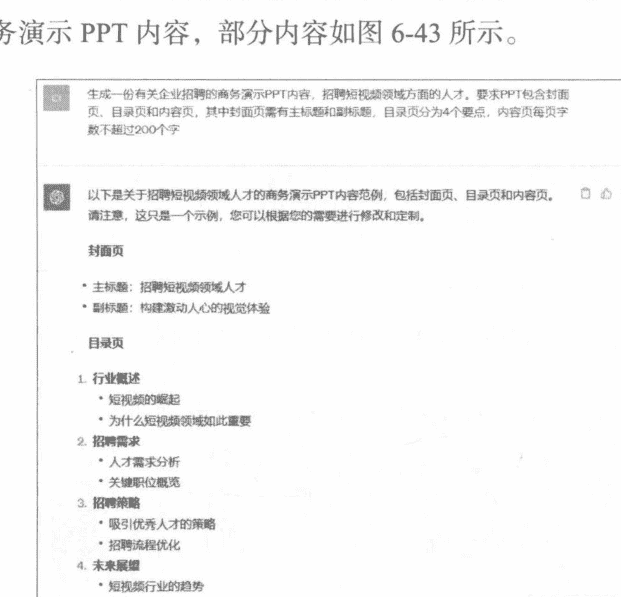 务演示 PPT 内容，部分内容如图 6-43 所示。
生成一份有关企业招聘的商务演示PPT内容，招聘短视频领域方面的人才。要求PPT包含封面
页、目录页和内容页，其中封面页需有主标题和副标题，目录页分为4个要点，内容页每页字
数不超过200个字
以下是关于招聘短视频领域人才的商务演示PPT内容范例，包括封面页、目录页和内容页。
请注意，这只是一个示例，您可以根据您的需要进行修改和定制。
封面页
• 主标题：招聘短视频领域人才
• 副标题：构建激动人心的视觉体验
目录页
1. 行业概述
• 短视频的崛起
• 为什么短视频领域如此重要
2. 招聘需求
• 人才需求分析
• 关键职位概览
3. 招聘策略
• 吸引优秀人才的策略
• 招聘流程优化
4. 未来展望
• 短视频行业的趋势